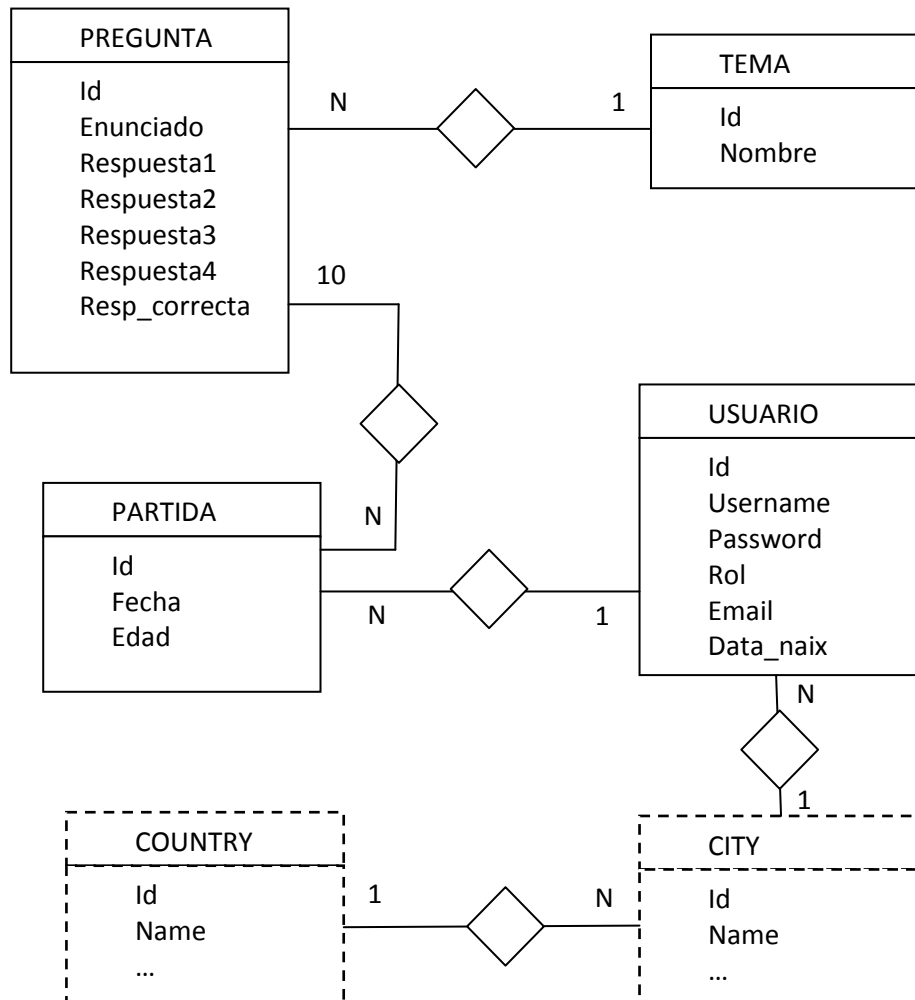 PREGUNTA
Id
Enunciado
Respuesta1
Respuesta2
Respuesta3
Respuesta4
Resp_correcta
N
1
TEMA
Id
Nombre
10
N
PARTIDA
Id
Fecha
Edad
N
1
USUARIO
Id
Username
Password
Rol
Email
Data_naix
N
1
COUNTRY
Id
Name
...
1
N
CITY
Id
Name
...